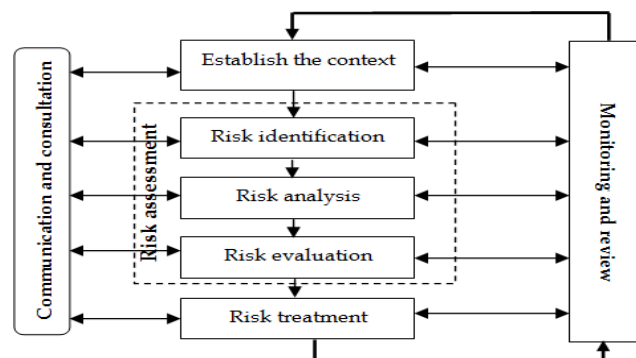 Establish the context
Communication and consultation
Risk assessment
Risk identification
Risk analysis
Risk evaluation
Risk treatment
Monitoring and review